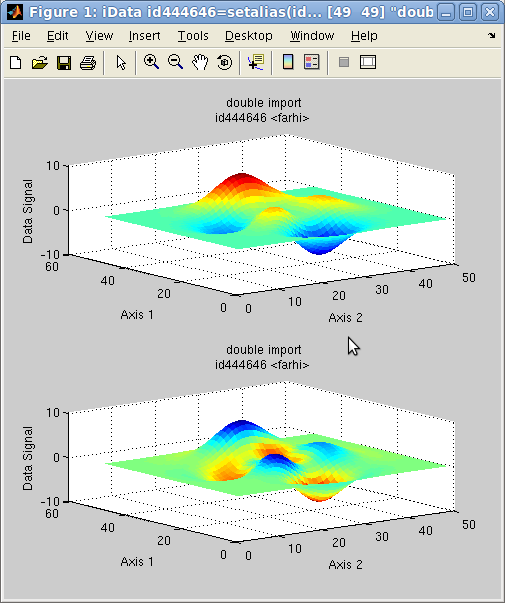 Figure 1: iData id444646=setalias(id... [49 49] "doub
File Edit View Insert Tools Desktop Window Help
double import
id444646 <farhi>
10
0
-10
Data Signal
60
40
20
0
Axis 1
0
10
20
30
40
50
Axis 2
double import
id444646 <farhi>
10
0
-10
Data Signal
60
40
20
0
Axis 1
0
10
20
30
40
50
Axis 2